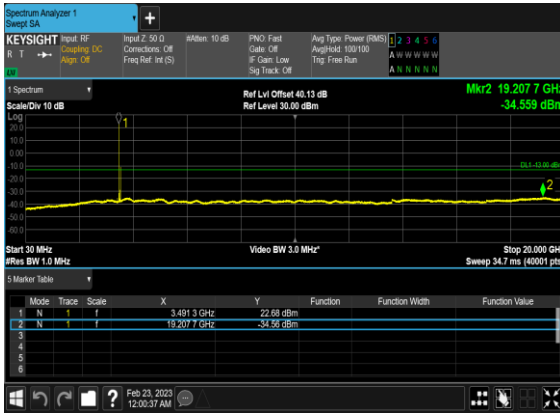 Spectrum Analyzer 1
Swept SA
+
KEYSIGHT Input: RF Input Z: 50 Ω #Atten: 10 dB PNO: Fast Avg Type: Power (RMS) 1 2 3 4 5 6
R T Coupling: DC Corrections: Off Gate: Off Avg|Hold: 100/100 A W W W W W
Align: Off Freq Ref: Int (S) IF Gain: Low Trig: Free Run
Sig Track: Off A N N N N N
1 Spectrum Ref Lvl Offset 40.13 dB Mkr2 19.207 7 GHz
Scale/Div 10 dB Ref Level 30.00 dBm -34.559 dBm
Log
20.0
10.0
0.00
-10.0
DL1 -13.00 dBm
-20.0
-30.0
-40.0
-50.0
-60.0
1
2
Start 30 MHz Video BW 3.0 MHz* Stop 20.000 GHz
#Res BW 1.0 MHz Sweep 34.7 ms (40001 pts)
5 Marker Table
Mode Trace Scale X Y Function Function Width Function Value
1 N 1 f 3.491 3 GHz 22.68 dBm
2 N 1 f 19.207 7 GHz -34.56 dBm
3
4
5
6
? Feb 23, 2023
12:00:37 AM